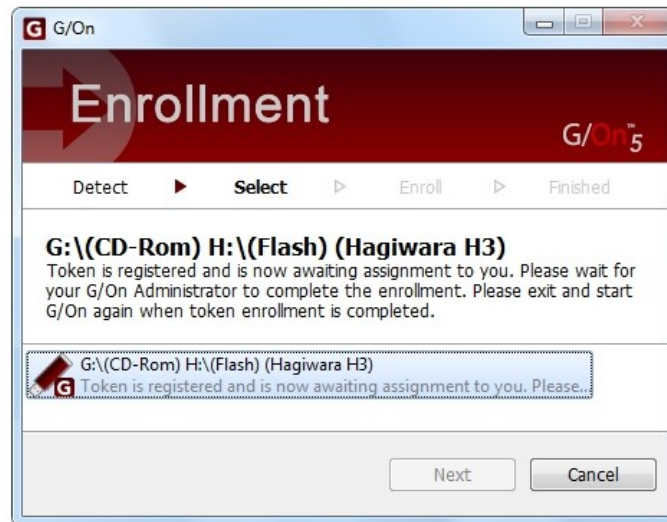 G G/On
Enrollment
G/On™5
Detect Select Enroll Finished
G:\(CD-Rom) H:\(Flash) (Hagiwara H3)
Token is registered and is now awaiting assignment to you. Please wait for
your G/On Administrator to complete the enrollment. Please exit and start
G/On again when token enrollment is completed.
G:\(CD-Rom) H:\(Flash) (Hagiwara H3)
G Token is registered and is now awaiting assignment to you. Please...
Next Cancel